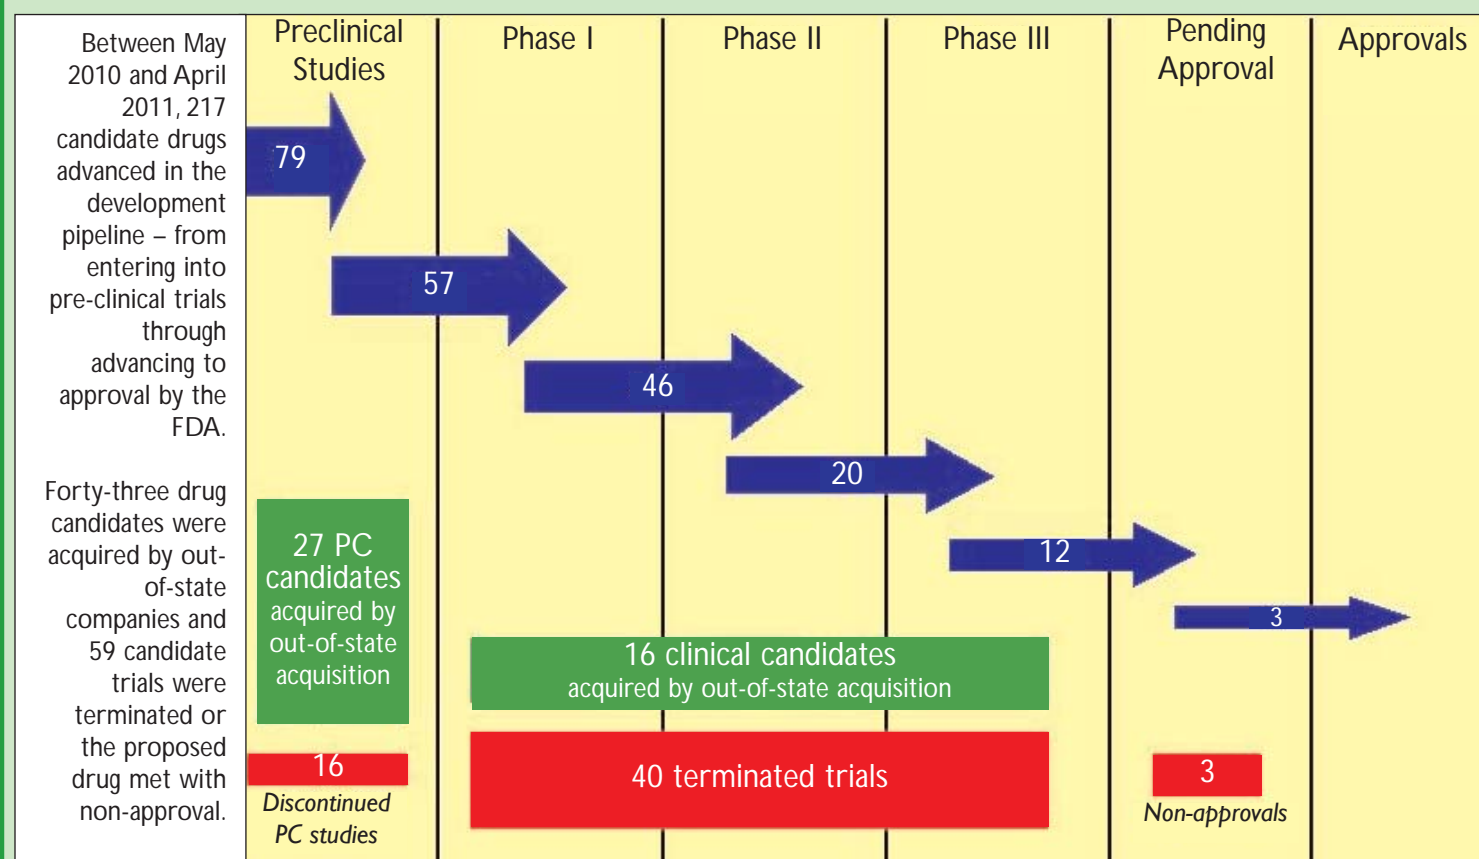 Between May
2010 and April
2011, 217
candidate drugs
advanced in the
development
pipeline – from
entering into
pre-clinical trials
through
advancing to
approval by the
FDA.
Forty-three drug
candidates were
acquired by out-
of-state
companies and
59 candidate
trials were
terminated or
the proposed
drug met with
non-approval.
Preclinical
Studies
Phase I
Phase II
Phase III
Pending
Approval
Approvals
79
57
46
20
12
3
27 PC
candidates
acquired by
out-of-state
acquisition
16 clinical candidates
acquired by out-of-state acquisition
16
Discontinued
PC studies
40 terminated trials
3
Non-approvals